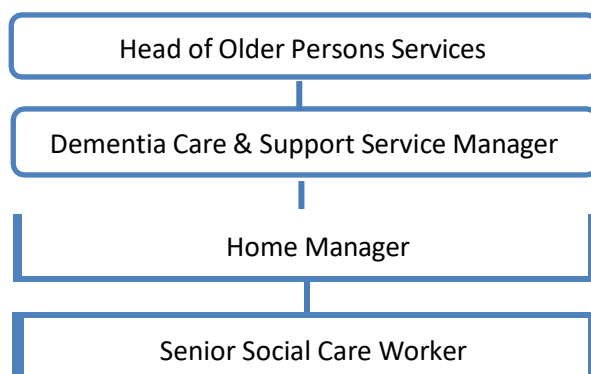 Head of Older Persons Services
Dementia Care & Support Service Manager
Home Manager
Senior Social Care Worker